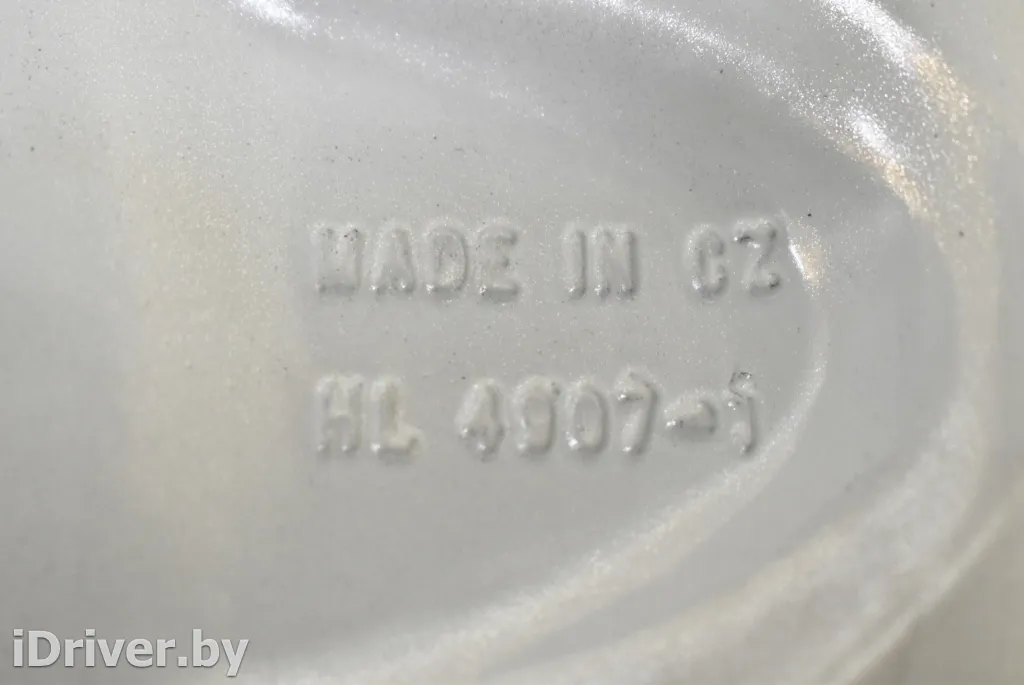 MADE IN CZ
HL 4907-1
iDriver.by